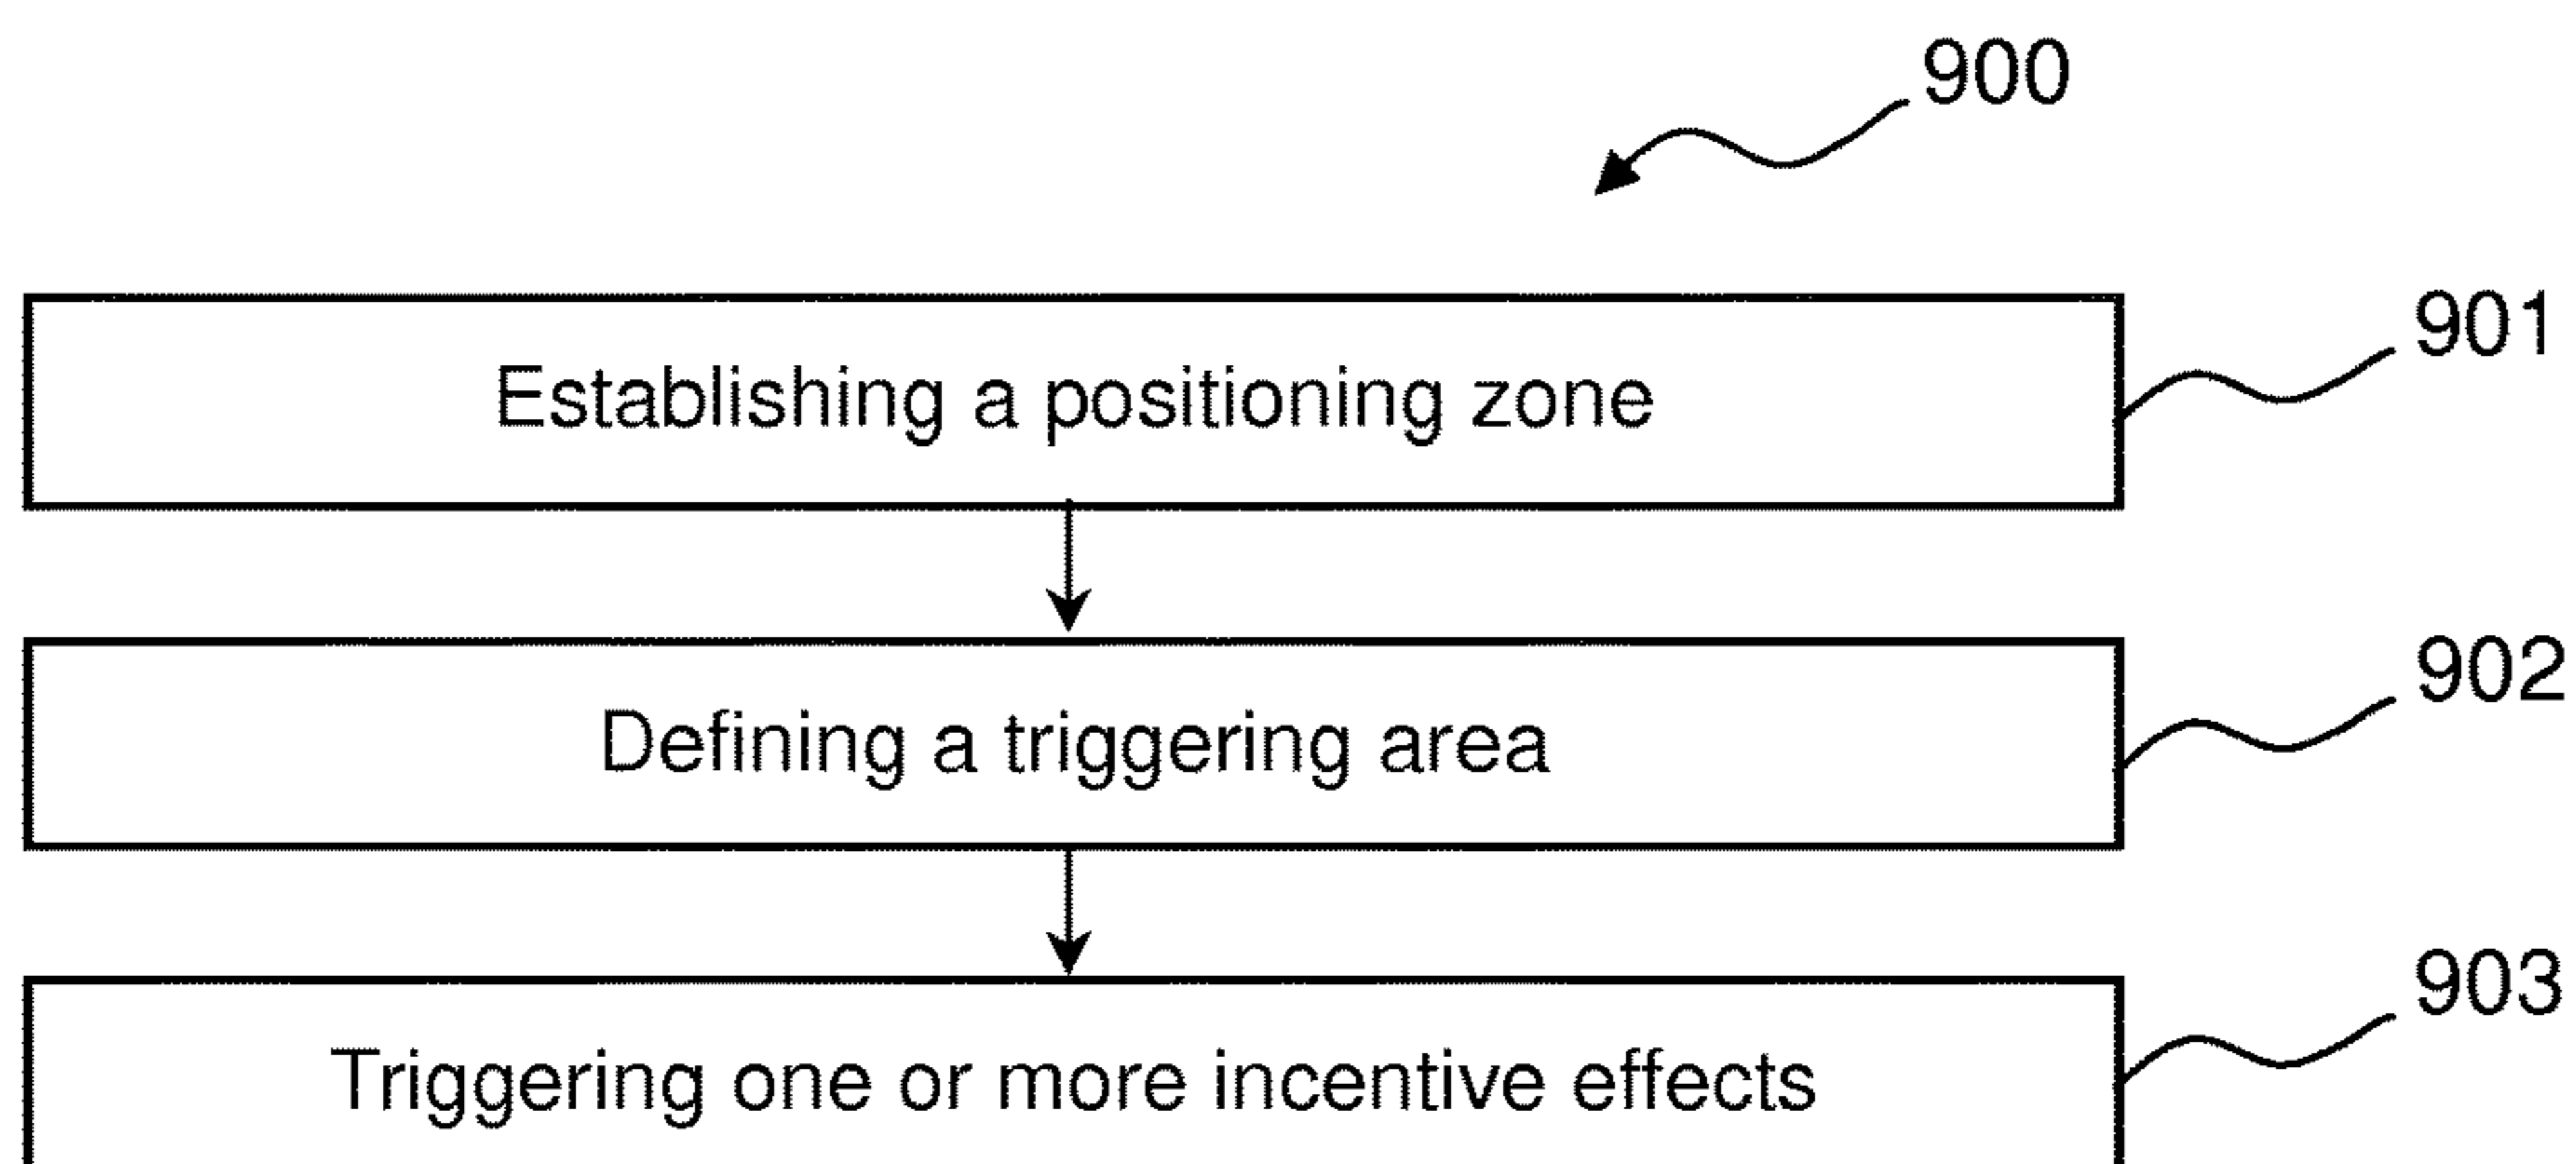 900
Establishing a positioning zone
901
Defining a triggering area
902
Triggering one or more incentive effects
903